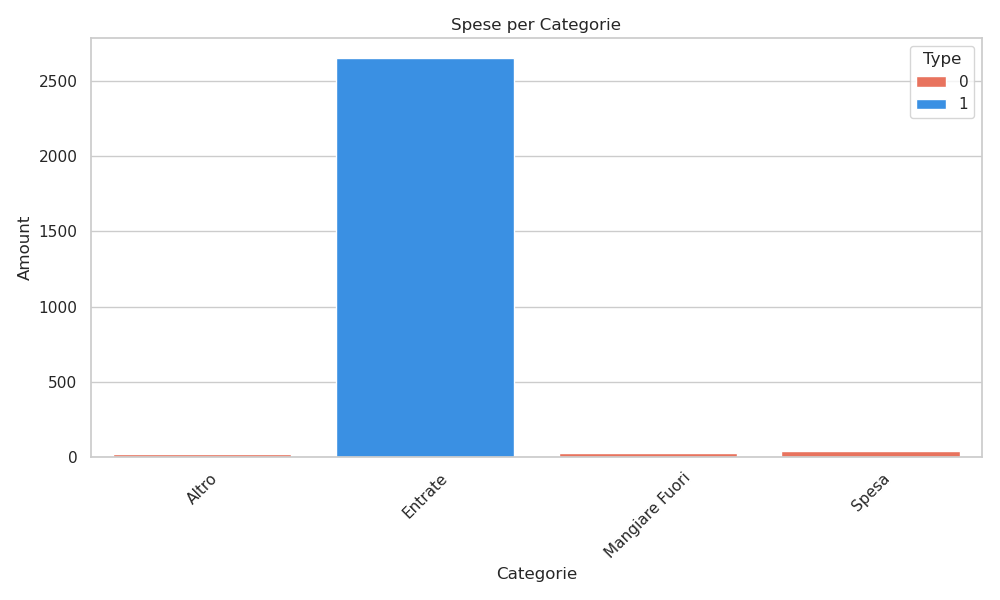 Spese per Categorie
Type
0
1
Amount
2500
2000
1500
1000
500
0
Altro
Entrate
Mangiare Fuori
Spesa
Categorie